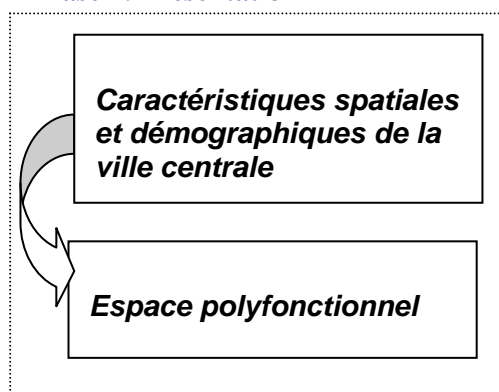 Caractéristiques spatiales
et démographiques de la
ville centrale
Espace polyfonctionnel